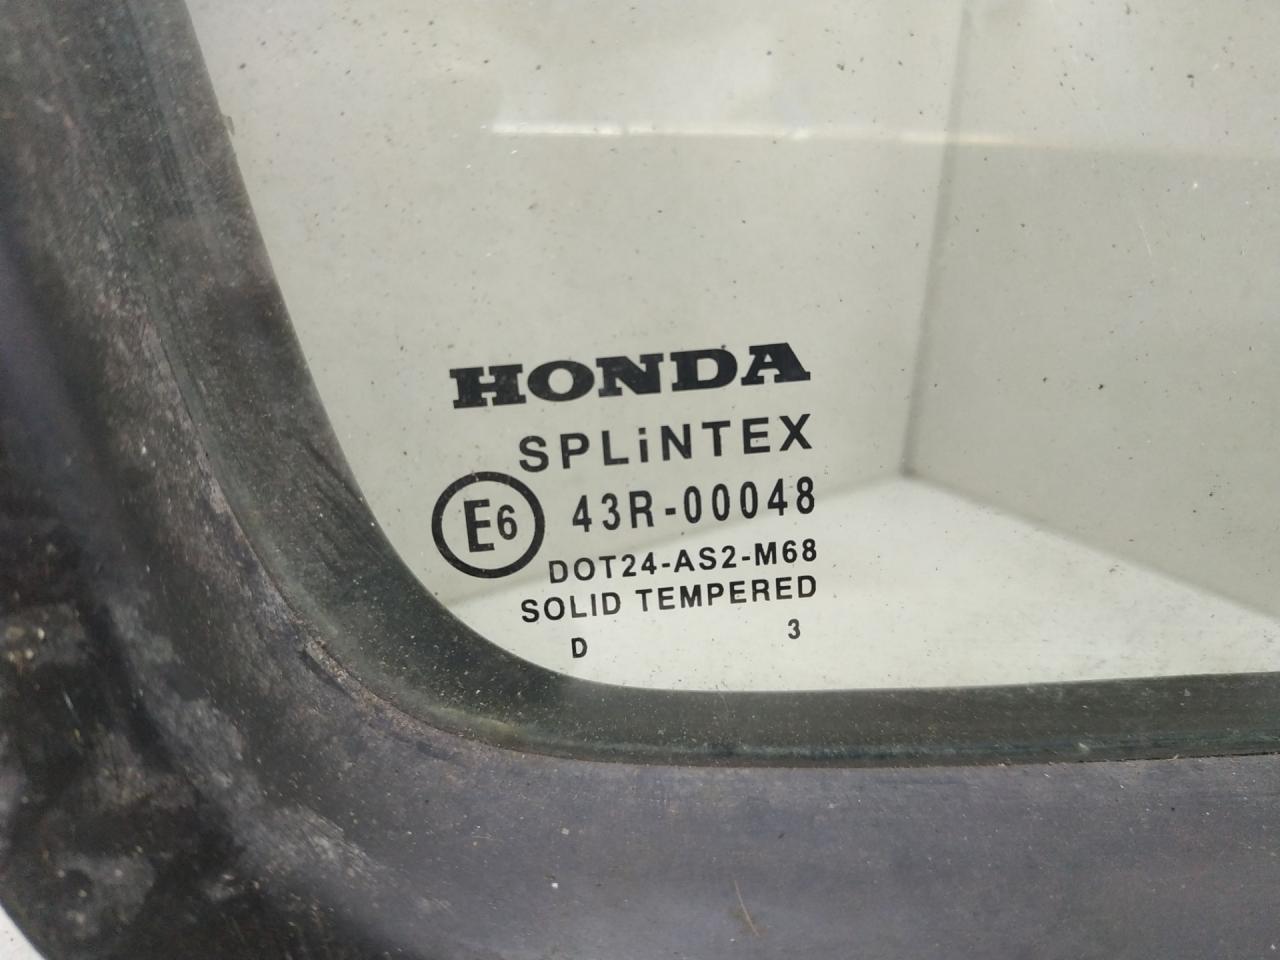 HONDA
SPLiNTEX
E6 43R-00048
DOT24-AS2-M68
SOLID TEMPERED
D 3